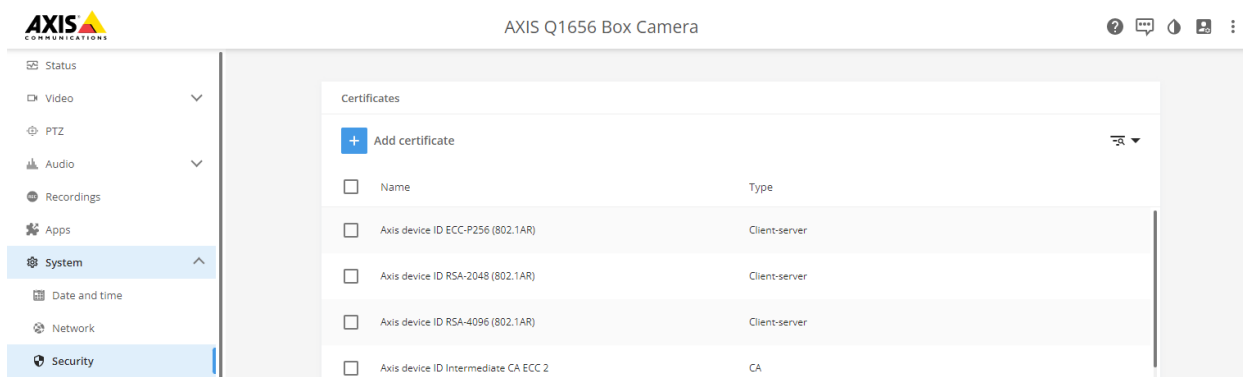 AXIS
COMMUNICATIONS
AXIS Q1656 Box Camera
Status
Video
PTZ
Audio
Recordings
Apps
System
Date and time
Network
Security
Certificates
Add certificate
Name Type
Axis device ID ECC-P256 (802.1AR) Client-server
Axis device ID RSA-2048 (802.1AR) Client-server
Axis device ID RSA-4096 (802.1AR) Client-server
Axis device ID Intermediate CA ECC 2 CA